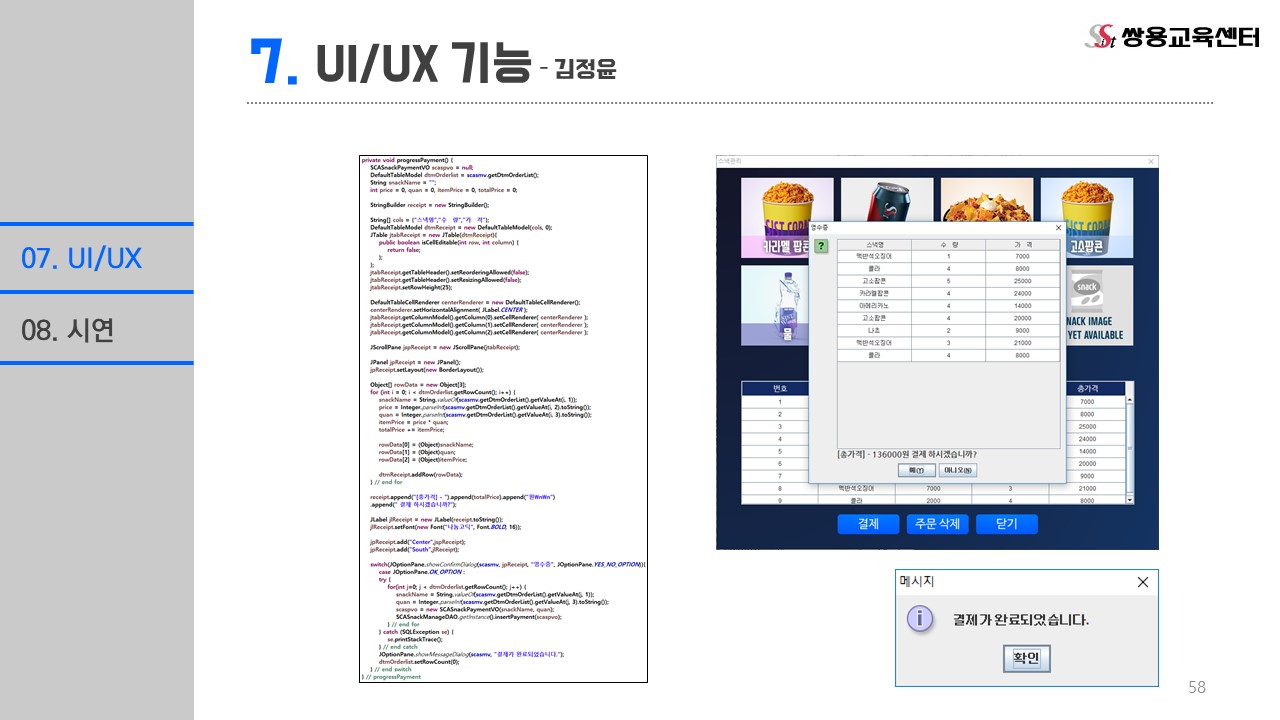 7. UI/UX 기능 - 김정윤
Sist 쌍용교육센터
07. UI/UX
08. 시연
private void progressPayment() {
SCASnackPaymentVO scaspvo = null;
DefaultTableModel dtmOrderlist = scasmv.getDtmOrderList();
String snackName = "";
int price = 0, quan = 0, itemPrice = 0, totalPrice = 0;
StringBuilder receipt = new StringBuilder();
String[] cols = {"스낵명","수 량","가 격"};
DefaultTableModel dtmReceipt = new DefaultTableModel(cols, 0);
JTable jtabReceipt = new JTable(dtmReceipt){
public boolean isCellEditable(int row, int column) {
return false;
};
};
jtabReceipt.getTableHeader().setReorderingAllowed(false);
jtabReceipt.getTableHeader().setResizingAllowed(false);
jtabReceipt.setRowHeight(25);
DefaultTableCellRenderer centerRenderer = new DefaultTableCellRenderer();
centerRenderer.setHorizontalAlignment( JLabel.CENTER );
jtabReceipt.getColumnModel().getColumn(0).setCellRenderer( centerRenderer );
jtabReceipt.getColumnModel().getColumn(1).setCellRenderer( centerRenderer );
jtabReceipt.getColumnModel().getColumn(2).setCellRenderer( centerRenderer );
JScrollPane jspReceipt = new JScrollPane(jtabReceipt);
JPanel jpReceipt = new JPanel();
jpReceipt.setLayout(new BorderLayout());
Object[] rowData = new Object[3];
for (int i = 0; i < dtmOrderlist.getRowCount(); i++) {
snackName = String.valueOf(scasmv.getDtmOrderList().getValueAt(i, 1));
price = Integer.parseInt(scasmv.getDtmOrderList().getValueAt(i, 2).toString());
quan = Integer.parseInt(scasmv.getDtmOrderList().getValueAt(i, 3).toString());
itemPrice = price * quan;
totalPrice += itemPrice;
rowData[0] = (Object)snackName;
rowData[1] = (Object)quan;
rowData[2] = (Object)itemPrice;
dtmReceipt.addRow(rowData);
} // end for
receipt.append("[총가격] - ").append(totalPrice).append("원₩n₩n")
.append(" 결제 하시겠습니까?");
JLabel jlReceipt = new JLabel(receipt.toString());
jlReceipt.setFont(new Font("나눔고딕", Font.BOLD, 16));
jpReceipt.add("Center",jspReceipt);
jpReceipt.add("South",jlReceipt);
switch(JOptionPane.showConfirmDialog(scasmv, jpReceipt, "영수증", JOptionPane.YES_NO_OPTION)){
case JOptionPane.OK_OPTION :
try {
for(int j=0; j < dtmOrderlist.getRowCount(); j++) {
snackName = String.valueOf(scasmv.getDtmOrderList().getValueAt(j, 1));
quan = Integer.parseInt(scasmv.getDtmOrderList().getValueAt(j, 3).toString());
scaspvo = new SCASnackPaymentVO(snackName, quan);
SCASnackManageDAO.getInstance().insertPayment(scaspvo);
} // end for
} catch (SQLException se) {
se.printStackTrace();
} // end catch
JOptionPane.showMessageDialog(scasmv, "결제가 완료되었습니다.");
dtmOrderlist.setRowCount(0);
} // end switch
} // progressPayment
스낵관리
카라멜 팝콘
고소팝콘
물
snack
SNACK IMAGE
YET AVAILABLE
영수증
스낵명 수 량 가 격
맥반석오징어 1 7000
콜라 4 8000
고소팝콘 5 25000
카라멜팝콘 4 24000
아메리카노 4 14000
고소팝콘 4 20000
나쵸 2 9000
맥반석오징어 3 21000
콜라 4 8000
[총가격] - 136000원 결제 하시겠습니까?
예(Y) 아니오(N)
번호 총가격
1 7000
2 8000
3 25000
4 24000
5 14000
6 20000
7 9000
8 맥반석오징어 7000 3 21000
9 콜라 2000 4 8000
결제 주문 삭제 닫기
메시지
결제가 완료되었습니다.
확인
58